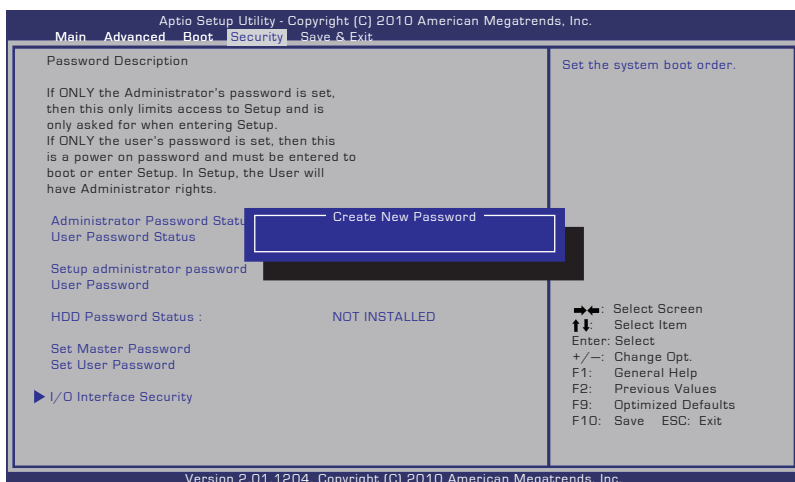 Aptio Setup Utility - Copyright (C) 2010 American Megatrends, Inc.
Main Advanced Boot Security Save & Exit
Password Description
If ONLY the Administrator's password is set,
then this only limits access to Setup and is
only asked for when entering Setup.
If ONLY the user's password is set, then this
is a power on password and must be entered to
boot or enter Setup. In Setup, the User will
have Administrator rights.
Administrator Password Statu
User Password Status
Create New Password
Setup administrator password
User Password
HDD Password Status : NOT INSTALLED
Set Master Password
Set User Password
I/O Interface Security
Set the system boot order.
→←: Select Screen
↑↓: Select Item
Enter: Select
+/—: Change Opt.
F1: General Help
F2: Previous Values
F9: Optimized Defaults
F10: Save ESC: Exit
Version 2.01.1204. Copyright (C) 2010 American Megatrends, Inc.